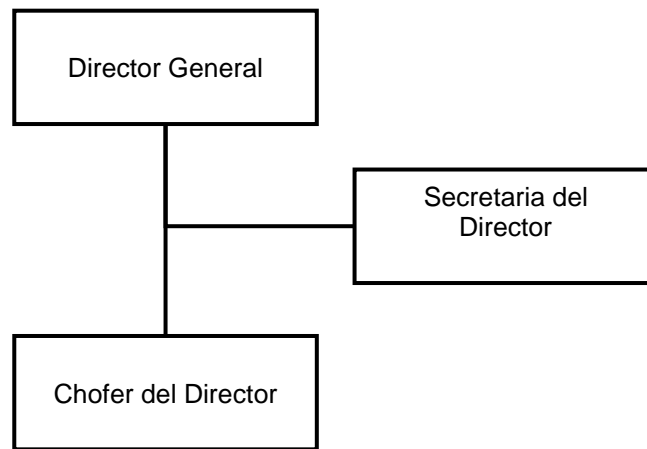 Director General
Secretaria del
Director
Chofer del Director